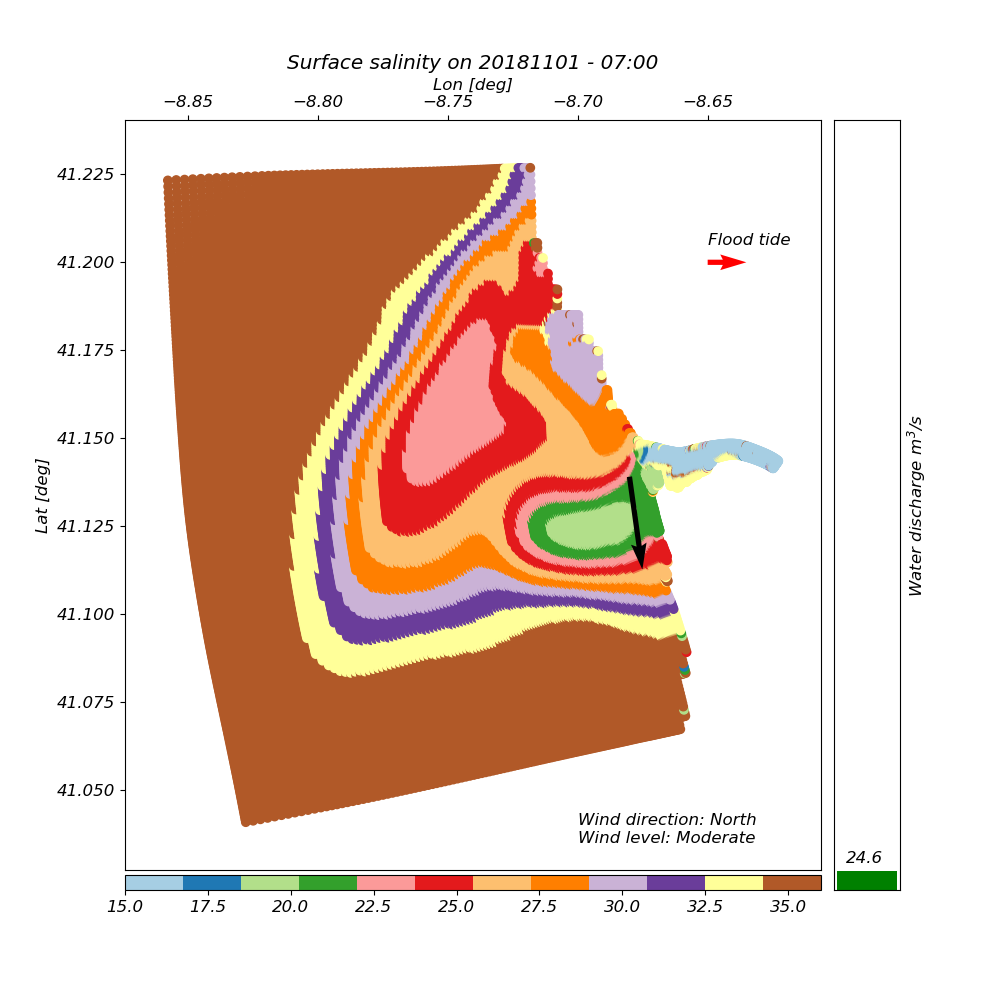 Surface salinity on 20181101 - 07:00
Lon [deg]
−8.85 −8.80 −8.75 −8.70 −8.65
41.225
41.200
41.175
41.150
41.125
41.100
41.075
41.050
Lat [deg]
Flood tide
Wind direction: North
Wind level: Moderate
15.0 17.5 20.0 22.5 25.0 27.5 30.0 32.5 35.0
24.6
Water discharge m³/s